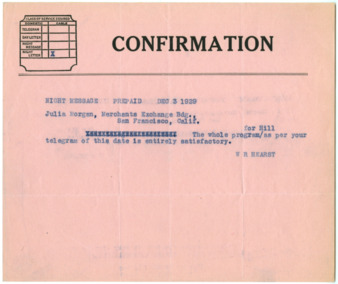 CLASS OF SERVICE DESIRED
DOMESTIC CABLE
TELEGRAM
DAY LETTER
NIGHT MESSAGE
NIGHT LETTER X
CONFIRMATION
NIGHT MESSAGE PREPAID DEC 3 1929
Julia Morgan, Merchants Exchange Bdg.,
San Francisco, Calif.
for Hill
XXXXXXXXXXXXXXXXXXXXX The whole program/as per your
telegram of this date is entirely satisfactory.
W R HEARST